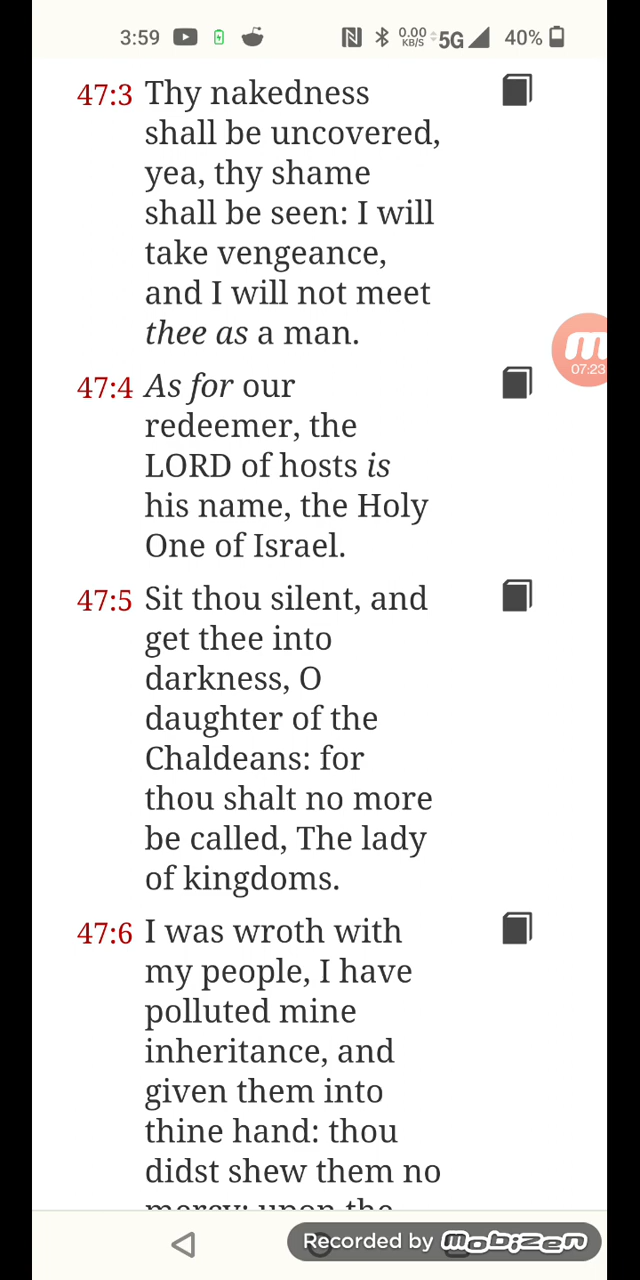 3:59 0.00 KB/S 5G 40%
47:3 Thy nakedness
shall be uncovered,
yea, thy shame
shall be seen: I will
take vengeance,
and I will not meet
thee as a man.
07:23
47:4 As for our
redeemer, the
LORD of hosts is
his name, the Holy
One of Israel.
47:5 Sit thou silent, and
get thee into
darkness, O
daughter of the
Chaldeans: for
thou shalt no more
be called, The lady
of kingdoms.
47:6 I was wroth with
my people, I have
polluted mine
inheritance, and
given them into
thine hand: thou
didst shew them no
mercy: upon the
Recorded by mobizen